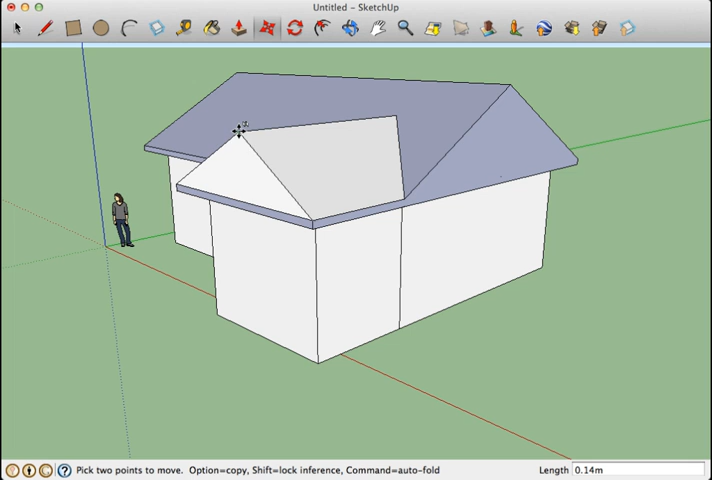 Untitled – SketchUp
Pick two points to move.  Option=copy, Shift=lock inference, Command=auto-fold
Length 0.14m